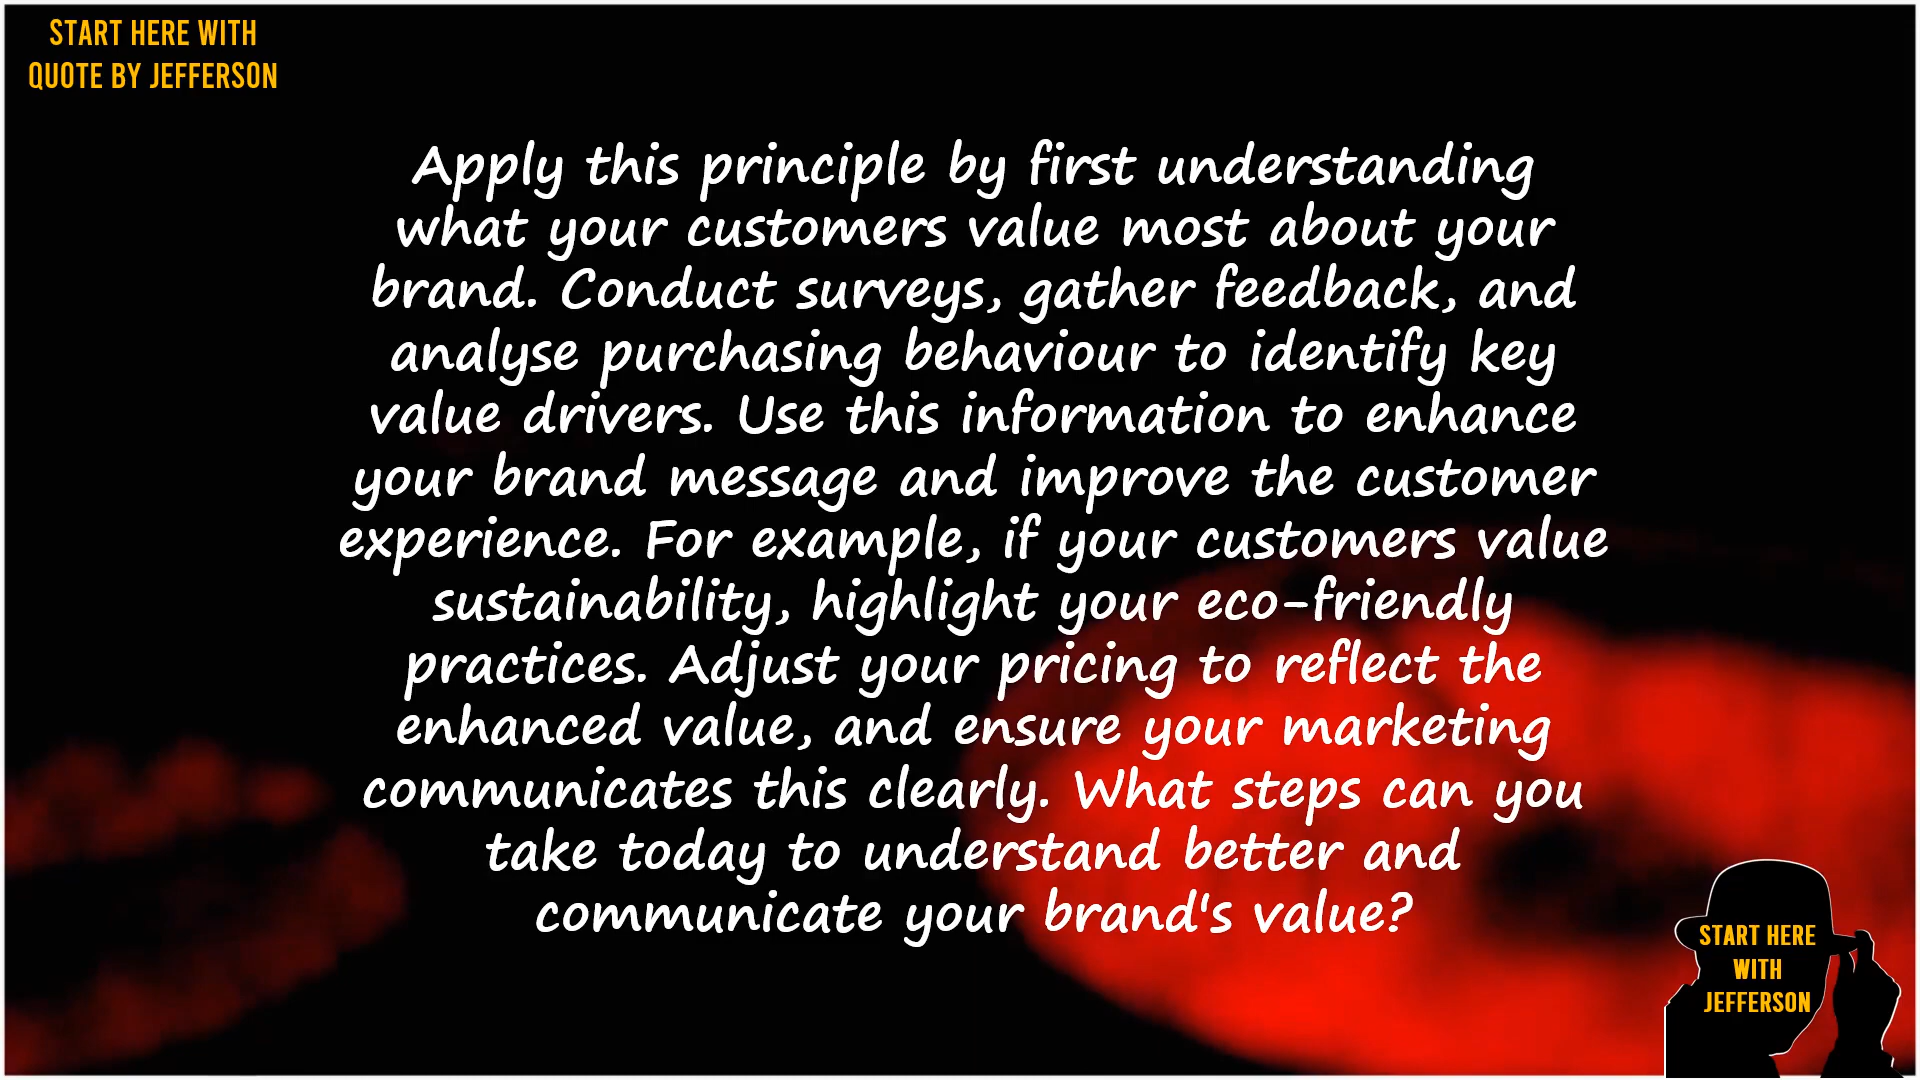 START HERE WITH
QUOTE BY JEFFERSON
Apply this principle by first understanding
what your customers value most about your
brand. Conduct surveys, gather feedback, and
analyse purchasing behaviour to identify key
value drivers. Use this information to enhance
your brand message and improve the customer
experience. For example, if your customers value
sustainability, highlight your eco-friendly
practices. Adjust your pricing to reflect the
enhanced value, and ensure your marketing
communicates this clearly. What steps can you
take today to understand better and
communicate your brand's value?
START HERE
WITH
JEFFERSON